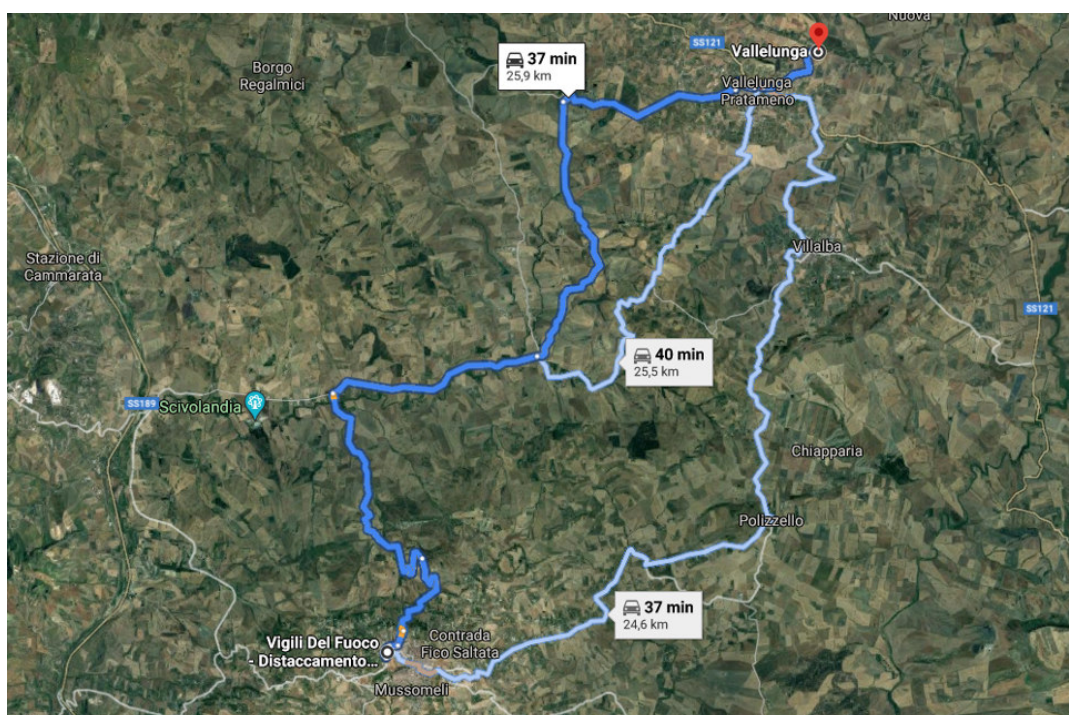 Nuova
SS121
Vallelunga
37 min
25,9 km
Borgo
Regalmici
Vallelunga
Pratameno
Stazione di
Cammarata
Villalba
SS121
40 min
25,5 km
SS189
Scivolandia
Chiapparia
Polizzello
37 min
24,6 km
Vigili Del Fuoco
- Distaccamento...
Contrada
Fico Saltata
Mussomeli